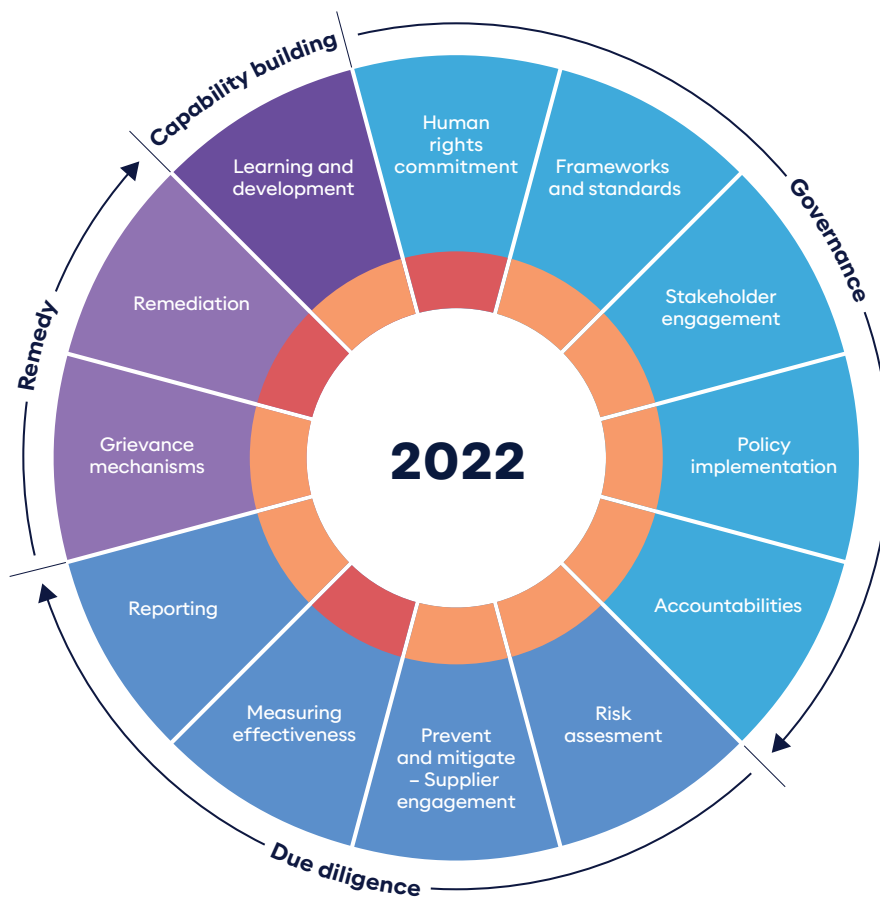 Capability building
Governance
Due diligence
Remedy
Human
rights
commitment
Frameworks
and standards
Stakeholder
engagement
Policy
implementation
Accountabilities
Risk
assesment
Prevent
and mitigate
– Supplier
engagement
Measuring
effectiveness
Reporting
Grievance
mechanisms
Remediation
Learning and
development
2022